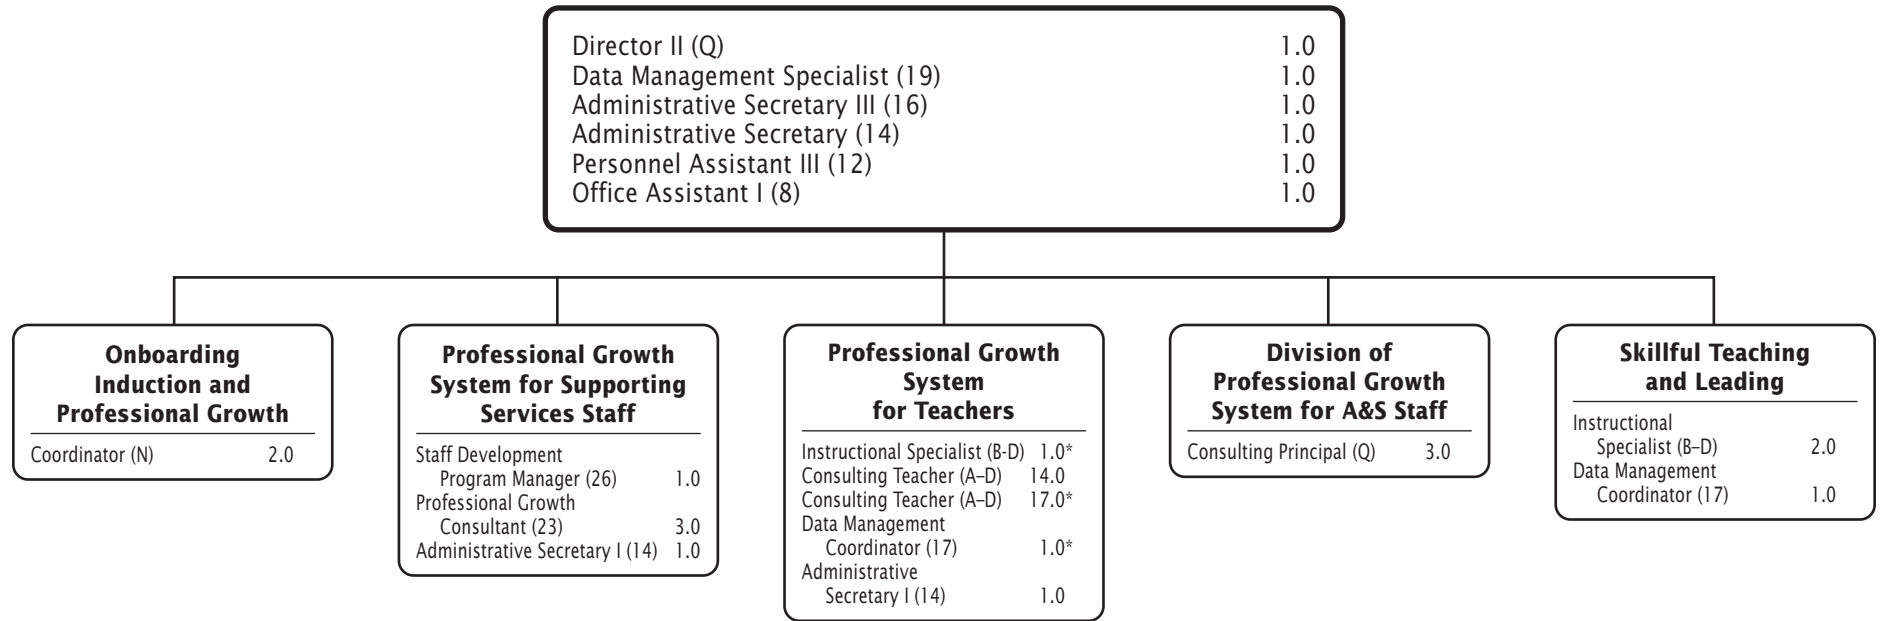 Director II (Q) 1.0
Data Management Specialist (19) 1.0
Administrative Secretary III (16) 1.0
Administrative Secretary (14) 1.0
Personnel Assistant III (12) 1.0
Office Assistant I (8) 1.0
Onboarding
Induction and
Professional Growth
Coordinator (N) 2.0
Professional Growth
System for Supporting
Services Staff
Staff Development
Program Manager (26) 1.0
Professional Growth
Consultant (23) 3.0
Administrative Secretary I (14) 1.0
Professional Growth
System
for Teachers
Instructional Specialist (B-D) 1.0*
Consulting Teacher (A–D) 14.0
Consulting Teacher (A–D) 17.0*
Data Management
Coordinator (17) 1.0*
Administrative
Secretary I (14) 1.0
Division of
Professional Growth
System for A&S Staff
Consulting Principal (Q) 3.0
Skillful Teaching
and Leading
Instructional
Specialist (B–D) 2.0
Data Management
Coordinator (17) 1.0